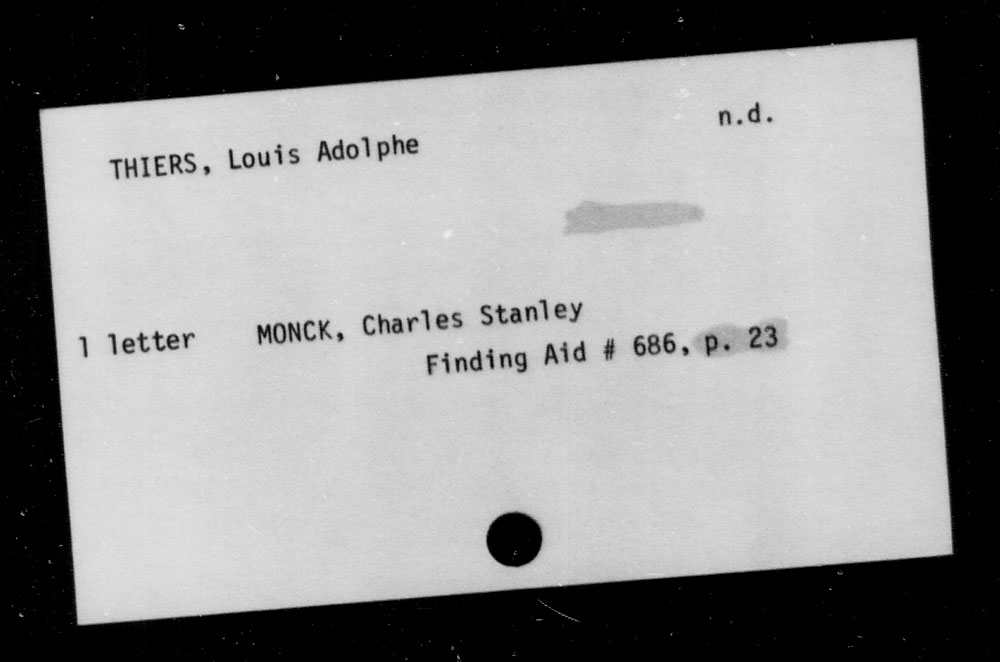 THIERS, Louis Adolphe n.d.
1 letter MONCK, Charles Stanley
Finding Aid # 686, p. 23